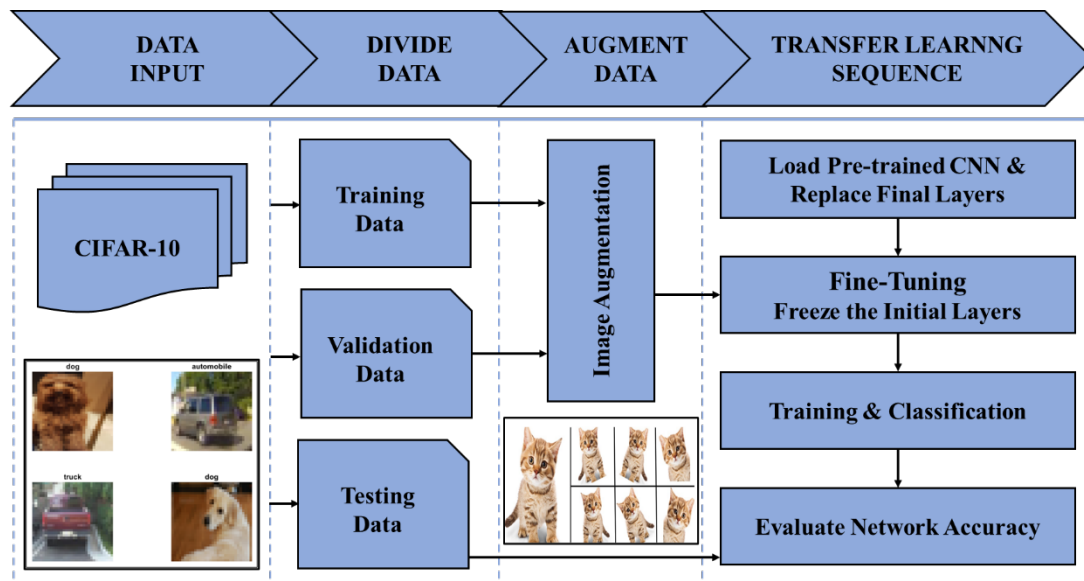 DATA
INPUT
DIVIDE
DATA
AUGMENT
DATA
TRANSFER LEARNNG
SEQUENCE
CIFAR-10
dog
automobile
truck
dog
Training
Data
Validation
Data
Testing
Data
Image Augmentation
Load Pre-trained CNN &
Replace Final Layers
Fine-Tuning
Freeze the Initial Layers
Training & Classification
Evaluate Network Accuracy